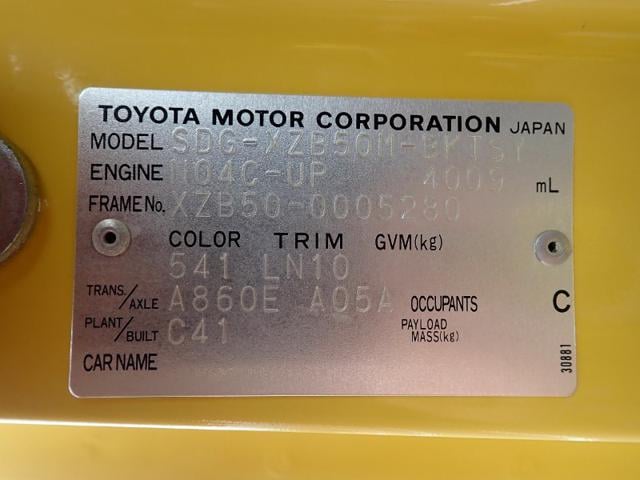 TOYOTA MOTOR CORPORATION JAPAN
MODEL SDG-XZB50M-BKTSY
ENGINE N04C-UP 4009 mL
FRAME No. XZB50-0005280
COLOR TRIM GVM(kg)
541 LN10
TRANS./AXLE A860E A05A OCCUPANTS C
PLANT/BUILT C41 PAYLOAD MASS(kg)
CAR NAME
30881